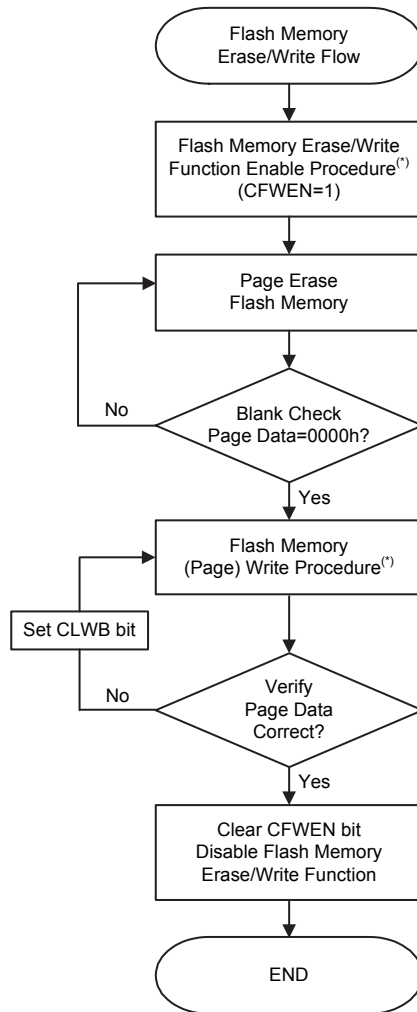 Flash Memory
Erase/Write Flow
Flash Memory Erase/Write
Function Enable Procedure(*)
(CFWEN=1)
Page Erase
Flash Memory
No
Blank Check
Page Data=0000h?
Yes
Flash Memory
(Page) Write Procedure(*)
Set CLWB bit
No
Verify
Page Data
Correct?
Yes
Clear CFWEN bit
Disable Flash Memory
Erase/Write Function
END